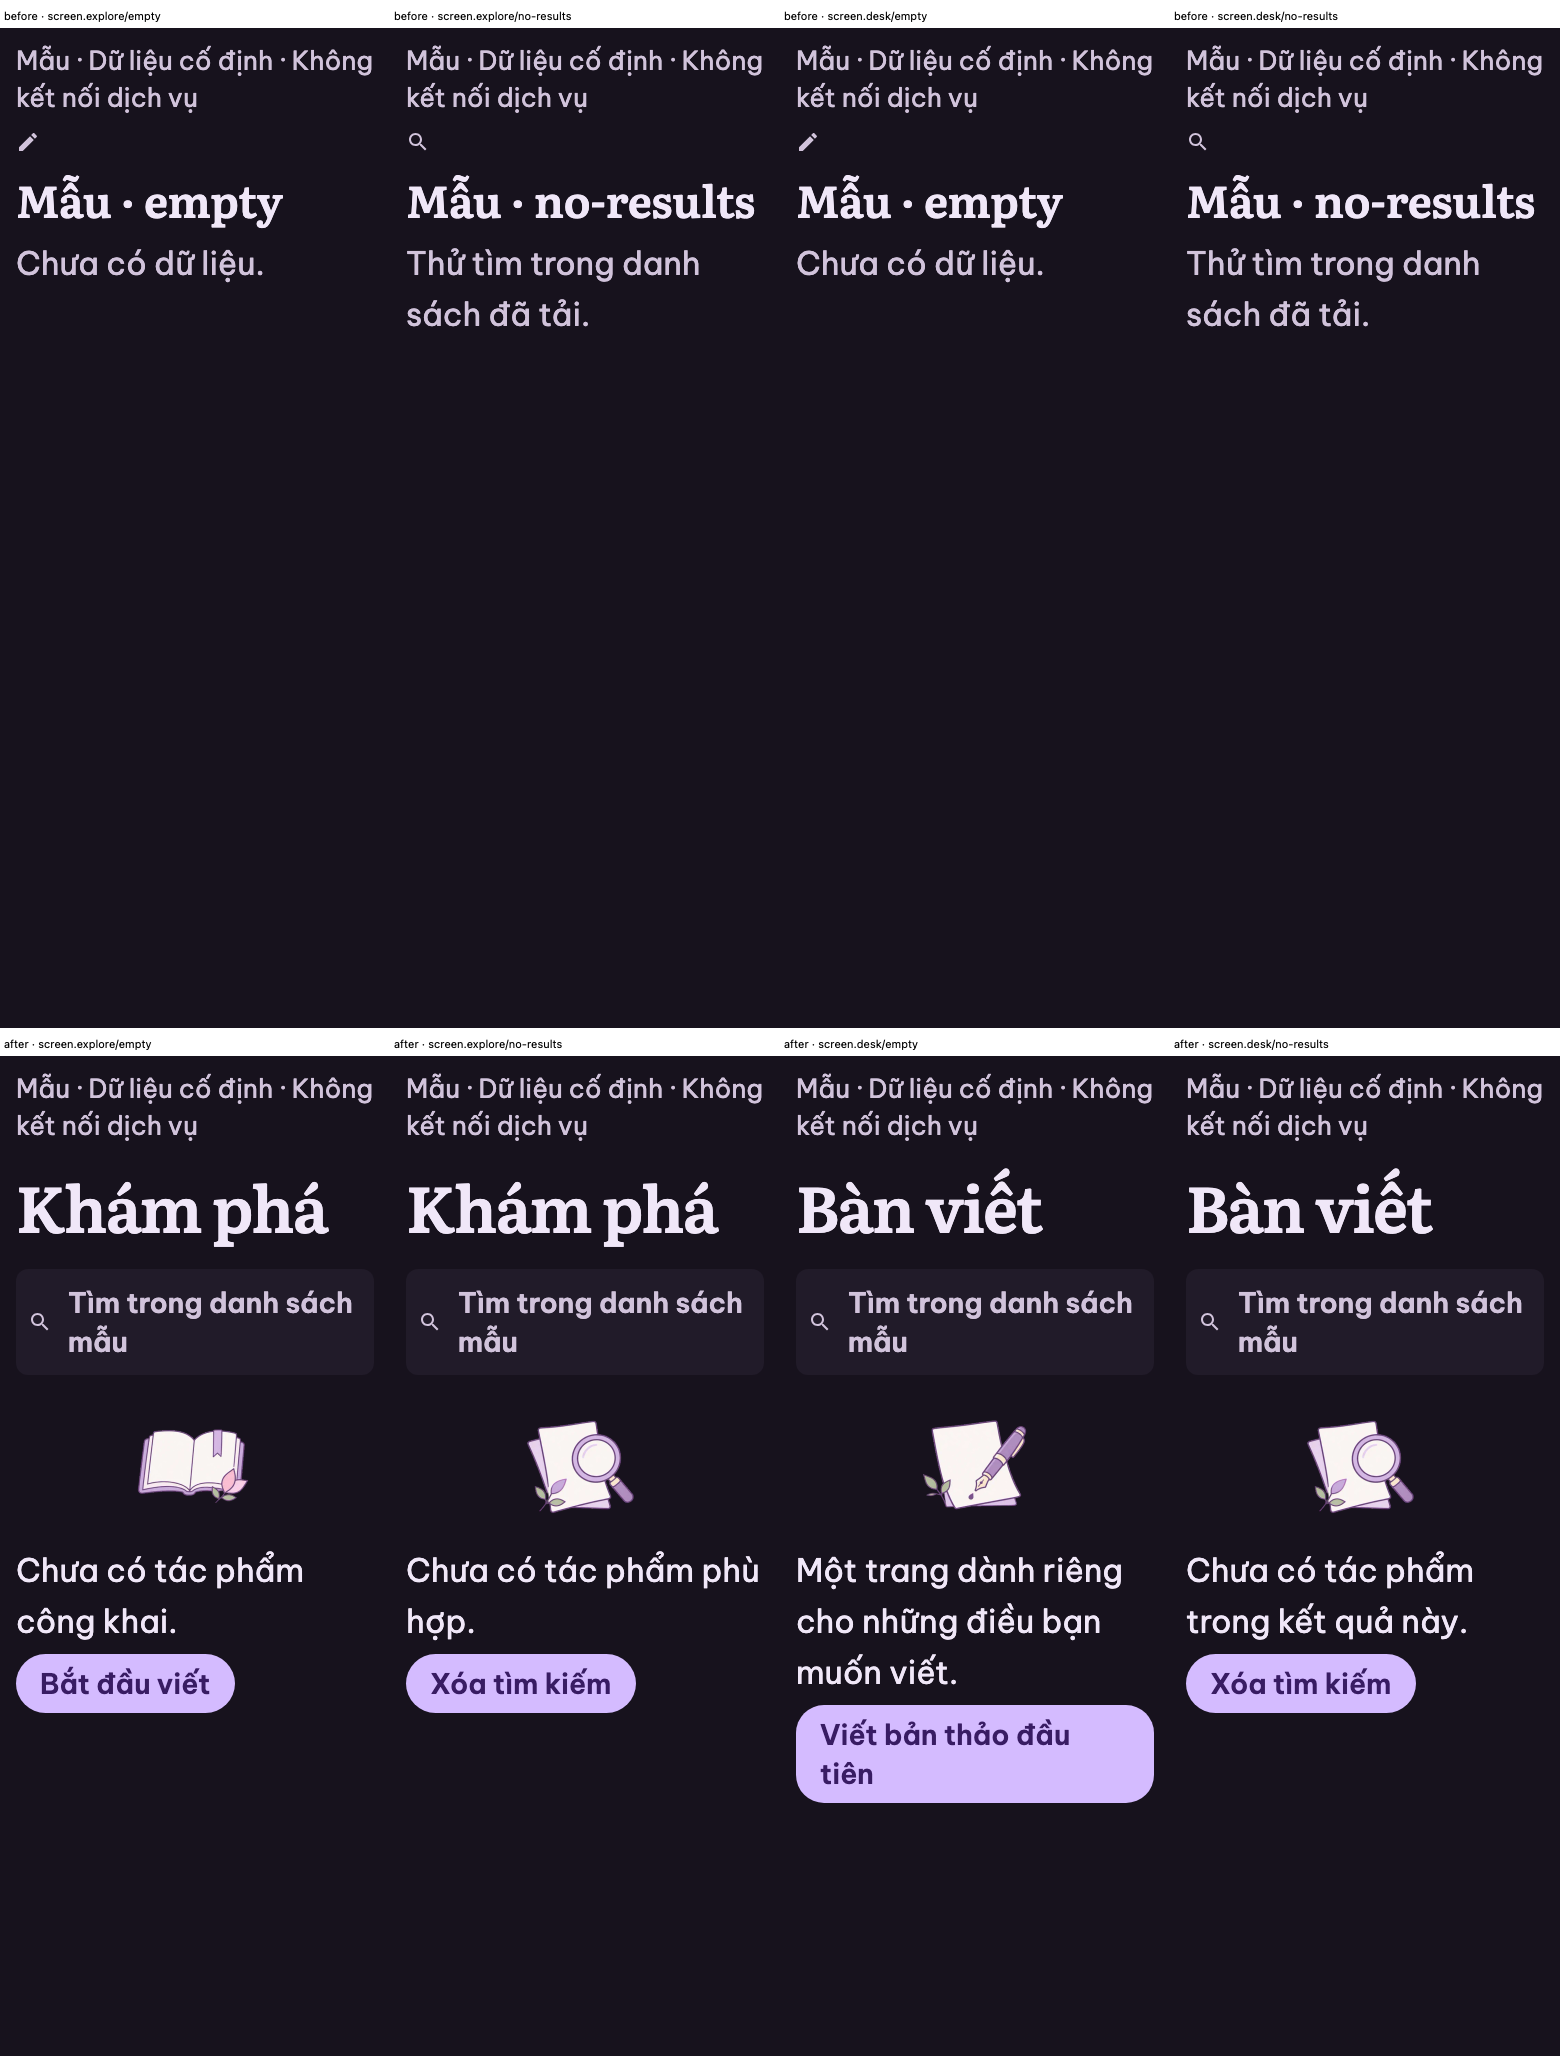 before · screen.explore/empty
before · screen.explore/no-results
before · screen.desk/empty
before · screen.desk/no-results
Mẫu · Dữ liệu cố định · Không
kết nối dịch vụ
Mẫu · empty
Chưa có dữ liệu.
Mẫu · Dữ liệu cố định · Không
kết nối dịch vụ
Mẫu · no-results
Thử tìm trong danh
sách đã tải.
Mẫu · Dữ liệu cố định · Không
kết nối dịch vụ
Mẫu · empty
Chưa có dữ liệu.
Mẫu · Dữ liệu cố định · Không
kết nối dịch vụ
Mẫu · no-results
Thử tìm trong danh
sách đã tải.
after · screen.explore/empty
after · screen.explore/no-results
after · screen.desk/empty
after · screen.desk/no-results
Mẫu · Dữ liệu cố định · Không
kết nối dịch vụ
Khám phá
Tìm trong danh sách
mẫu
Chưa có tác phẩm
công khai.
Bắt đầu viết
Mẫu · Dữ liệu cố định · Không
kết nối dịch vụ
Khám phá
Tìm trong danh sách
mẫu
Chưa có tác phẩm phù
hợp.
Xóa tìm kiếm
Mẫu · Dữ liệu cố định · Không
kết nối dịch vụ
Bàn viết
Tìm trong danh sách
mẫu
Một trang dành riêng
cho những điều bạn
muốn viết.
Viết bản thảo đầu
tiên
Mẫu · Dữ liệu cố định · Không
kết nối dịch vụ
Bàn viết
Tìm trong danh sách
mẫu
Chưa có tác phẩm
trong kết quả này.
Xóa tìm kiếm